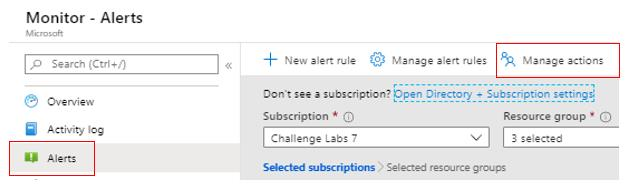 Monitor - Alerts
Microsoft
Search (Ctrl+/)
«
+ New alert rule Manage alert rules Manage actions
Overview
Activity log
Alerts
Don't see a subscription? Open Directory + Subscription settings
Subscription * Resource group *
Challenge Labs 7 3 selected
Selected subscriptions > Selected resource groups